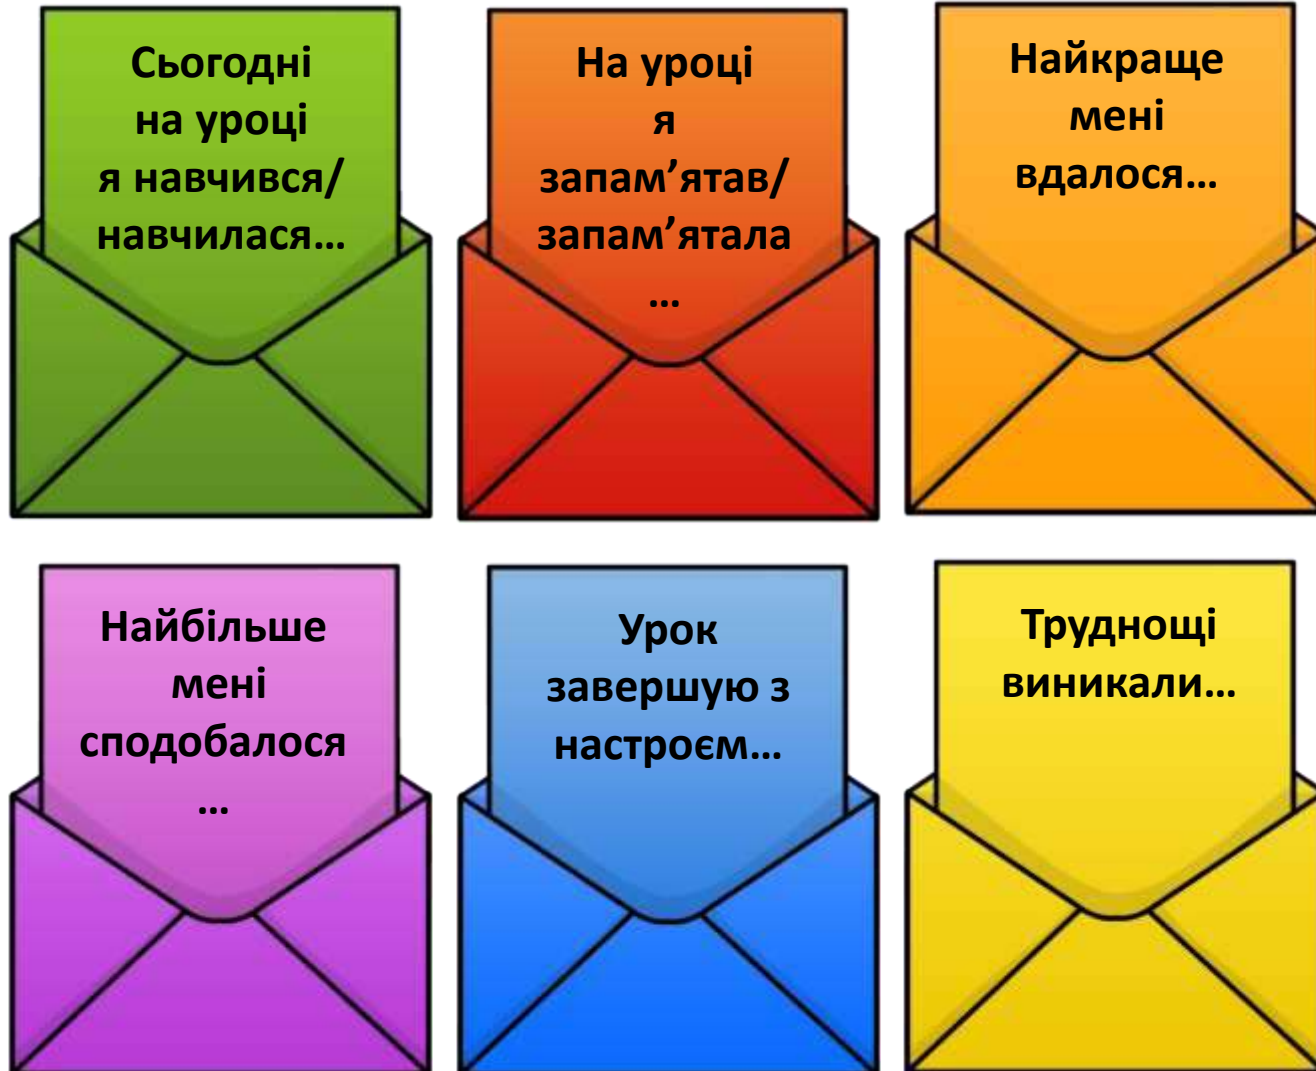 Сьогодні
на уроці
я навчився/
навчилася…
На уроці
я
запам’ятав/
запам’ятала
…
Найкраще
мені
вдалося…
Найбільше
мені
сподобалося
…
Урок
завершую з
настроєм…
Труднощі
виникали…